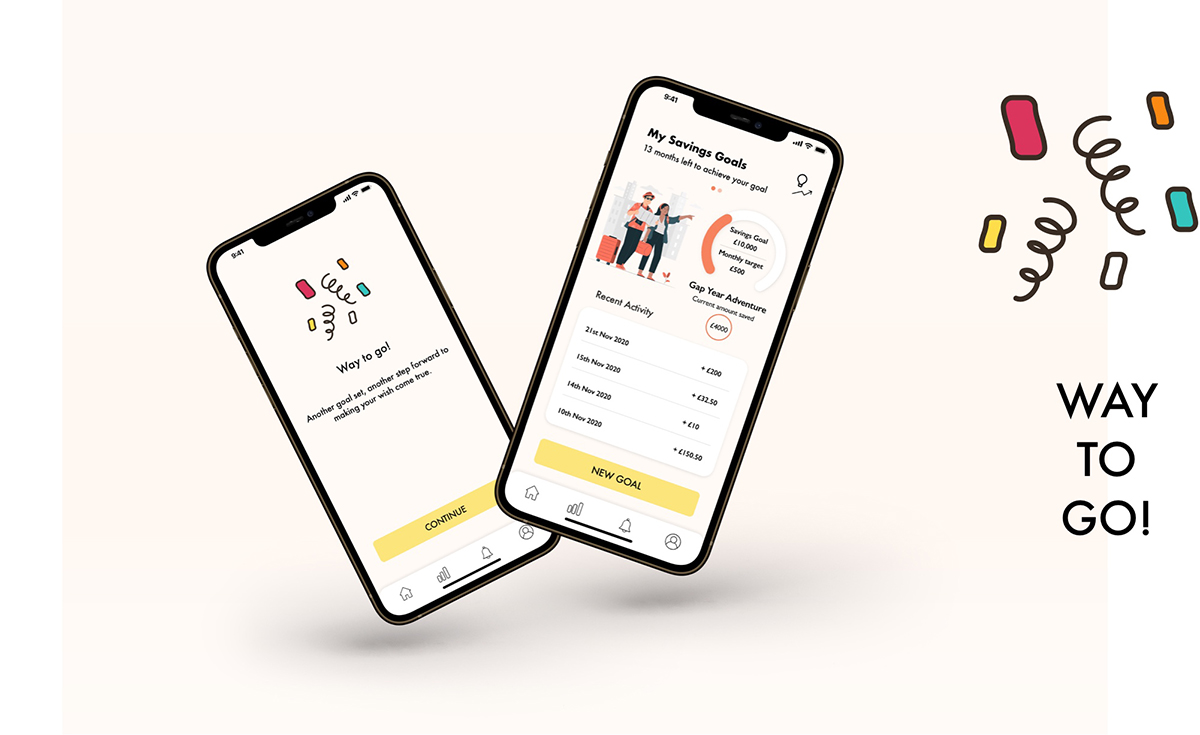 9:41
Way to go!
Another goal set, another step forward to
making your wish come true.
CONTINUE
9:41
My Savings Goals
13 months left to achieve your goal
Savings Goal
£10,000
Monthly target
£500
Gap Year Adventure
Current amount saved
£4000
Recent Activity
21st Nov 2020 + £200
15th Nov 2020 + £32.50
14th Nov 2020 + £10
10th Nov 2020 + £150.50
NEW GOAL
WAY
TO
GO!